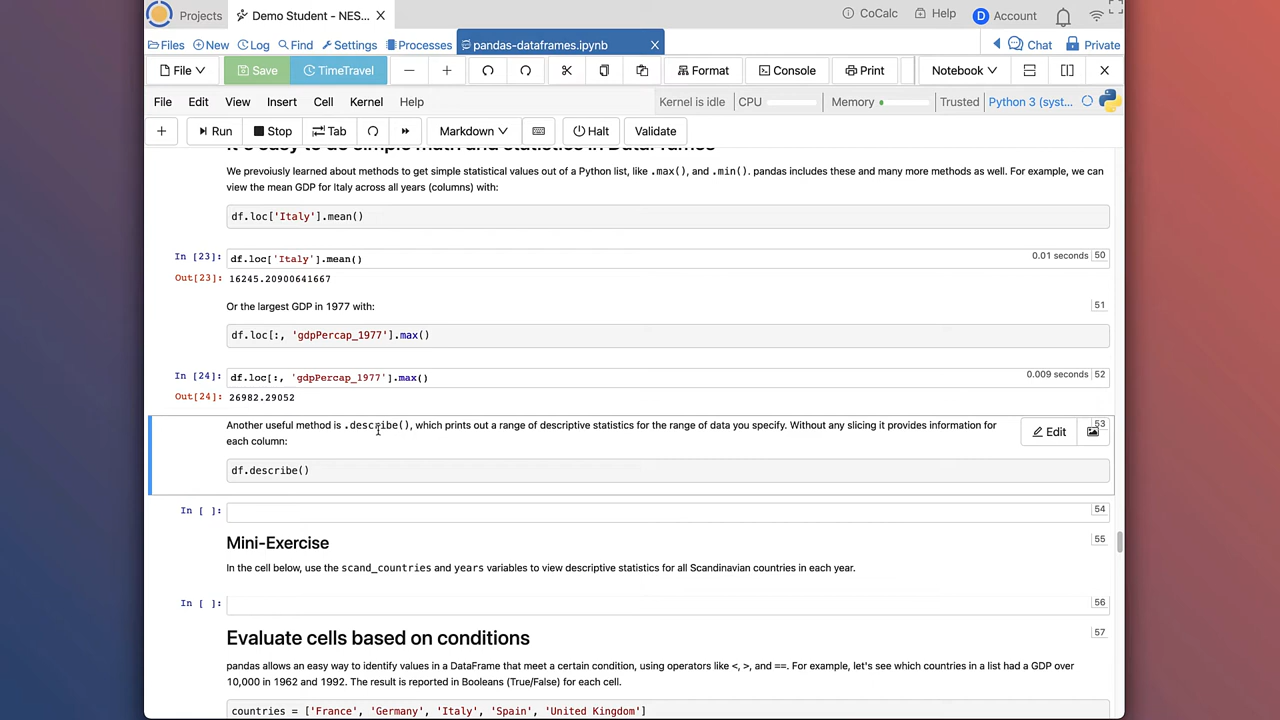 Projects
Demo Student - NES...
CoCalc
Help
D
Account
Files
New
Log
Find
Settings
Processes
pandas-dataframes.ipynb
Chat
Private
File
Save
TimeTravel
Format
Console
Print
Notebook
File
Edit
View
Insert
Cell
Kernel
Help
Kernel is idle
CPU
Memory
Trusted
Python 3 (syst...
Run
Stop
Tab
Markdown
Halt
Validate
It's easy to do simple math and statistics in DataFrames
We prevoiusly learned about methods to get simple statistical values out of a Python list, like .max(), and .min(). pandas includes these and many more methods as well. For example, we can
view the mean GDP for Italy across all years (columns) with:
df.loc['Italy'].mean()
In [23]:
df.loc['Italy'].mean()
0.01 seconds
50
Out[23]:
16245.20900641667
Or the largest GDP in 1977 with:
51
df.loc[:, 'gdpPercap_1977'].max()
In [24]:
df.loc[:, 'gdpPercap_1977'].max()
0.009 seconds
52
Out[24]:
26982.29052
Another useful method is .describe(), which prints out a range of descriptive statistics for the range of data you specify. Without any slicing it provides information for
each column:
Edit
53
df.describe()
In [ ]:
54
Mini-Exercise
55
In the cell below, use the scand_countries and years variables to view descriptive statistics for all Scandinavian countries in each year.
In [ ]:
56
Evaluate cells based on conditions
57
pandas allows an easy way to identify values in a DataFrame that meet a certain condition, using operators like <, >, and ==. For example, let's see which countries in a list had a GDP over
10,000 in 1962 and 1992. The result is reported in Booleans (True/False) for each cell.
countries = ['France', 'Germany', 'Italy', 'Spain', 'United Kingdom']